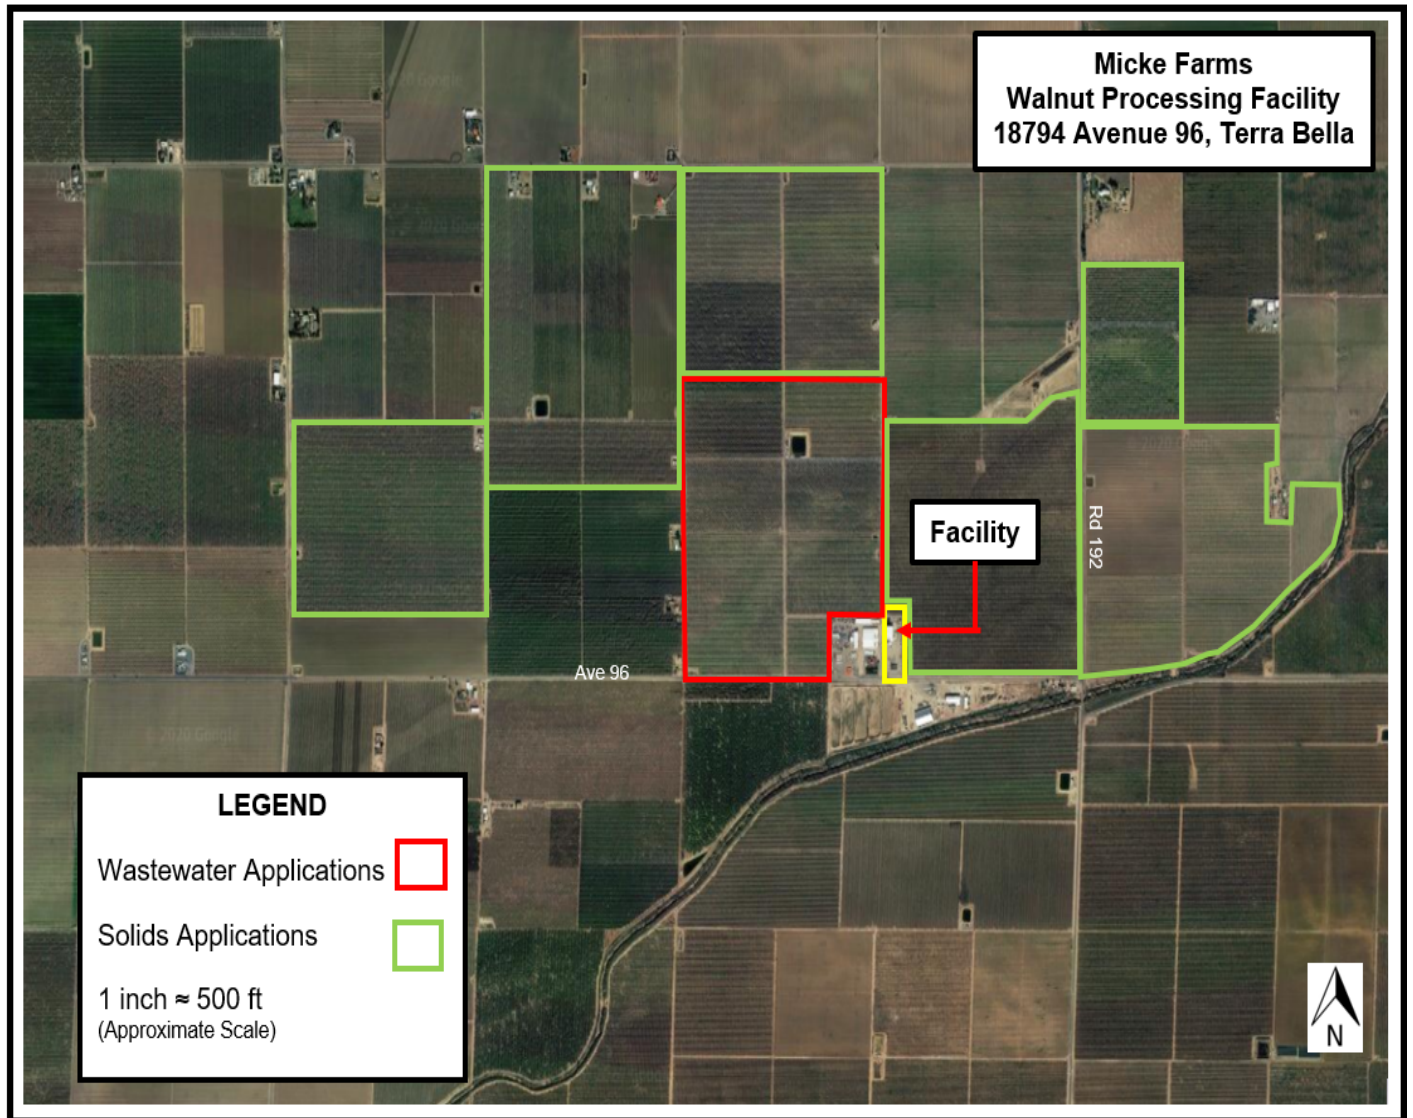 Micke Farms
Walnut Processing Facility
18794 Avenue 96, Terra Bella
Facility
Rd 192
Ave 96
LEGEND
Wastewater Applications
Solids Applications
1 inch ≈ 500 ft
(Approximate Scale)
N